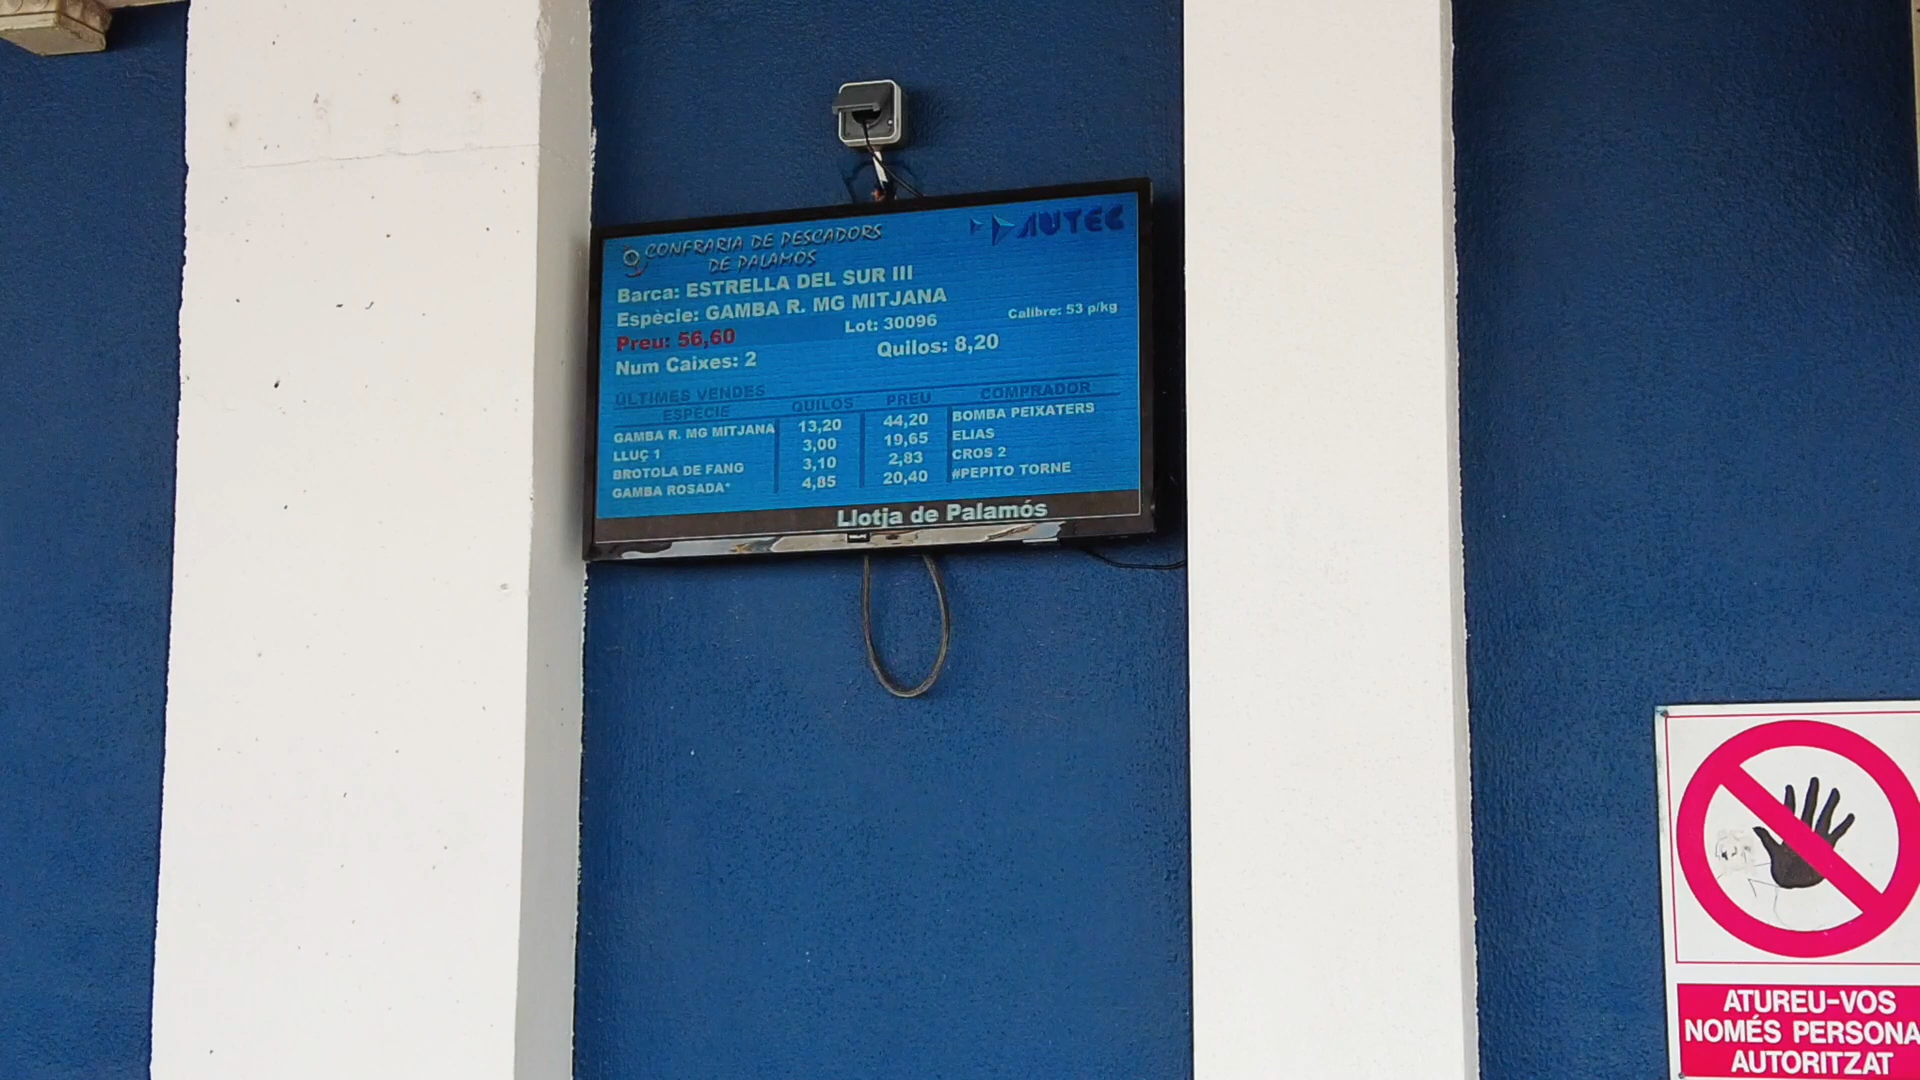 CONFRARIA DE PESCADORS
DE PALAMÓS
AUTEC
Barca: ESTRELLA DEL SUR III
Espècie: GAMBA R. MG MITJANA
Preu: 56,60 Lot: 30096 Calibre: 53 p/kg
Num Caixes: 2 Quilos: 8,20
ÚLTIMES VENDES
ESPÈCIE QUILOS PREU COMPRADOR
GAMBA R. MG MITJANA 13,20 44,20 BOMBA PEIXATERS
LLUÇ 1 3,00 19,65 ELIAS
BROTOLA DE FANG 3,10 2,83 CROS 2
GAMBA ROSADA* 4,85 20,40 #PEPITO TORNE
Llotja de Palamós
ATUREU-VOS
NOMÉS PERSONA
AUTORITZAT